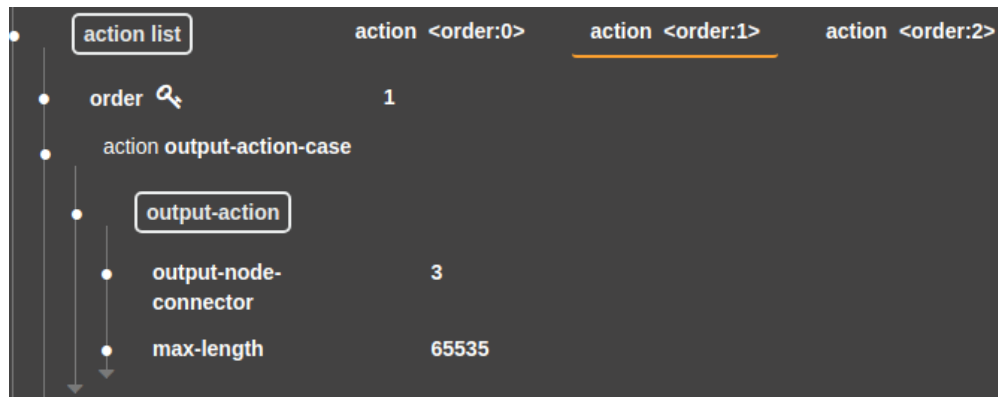 action list action <order:0> action <order:1> action <order:2>
order 1
action output-action-case
output-action
output-node-
connector 3
max-length 65535